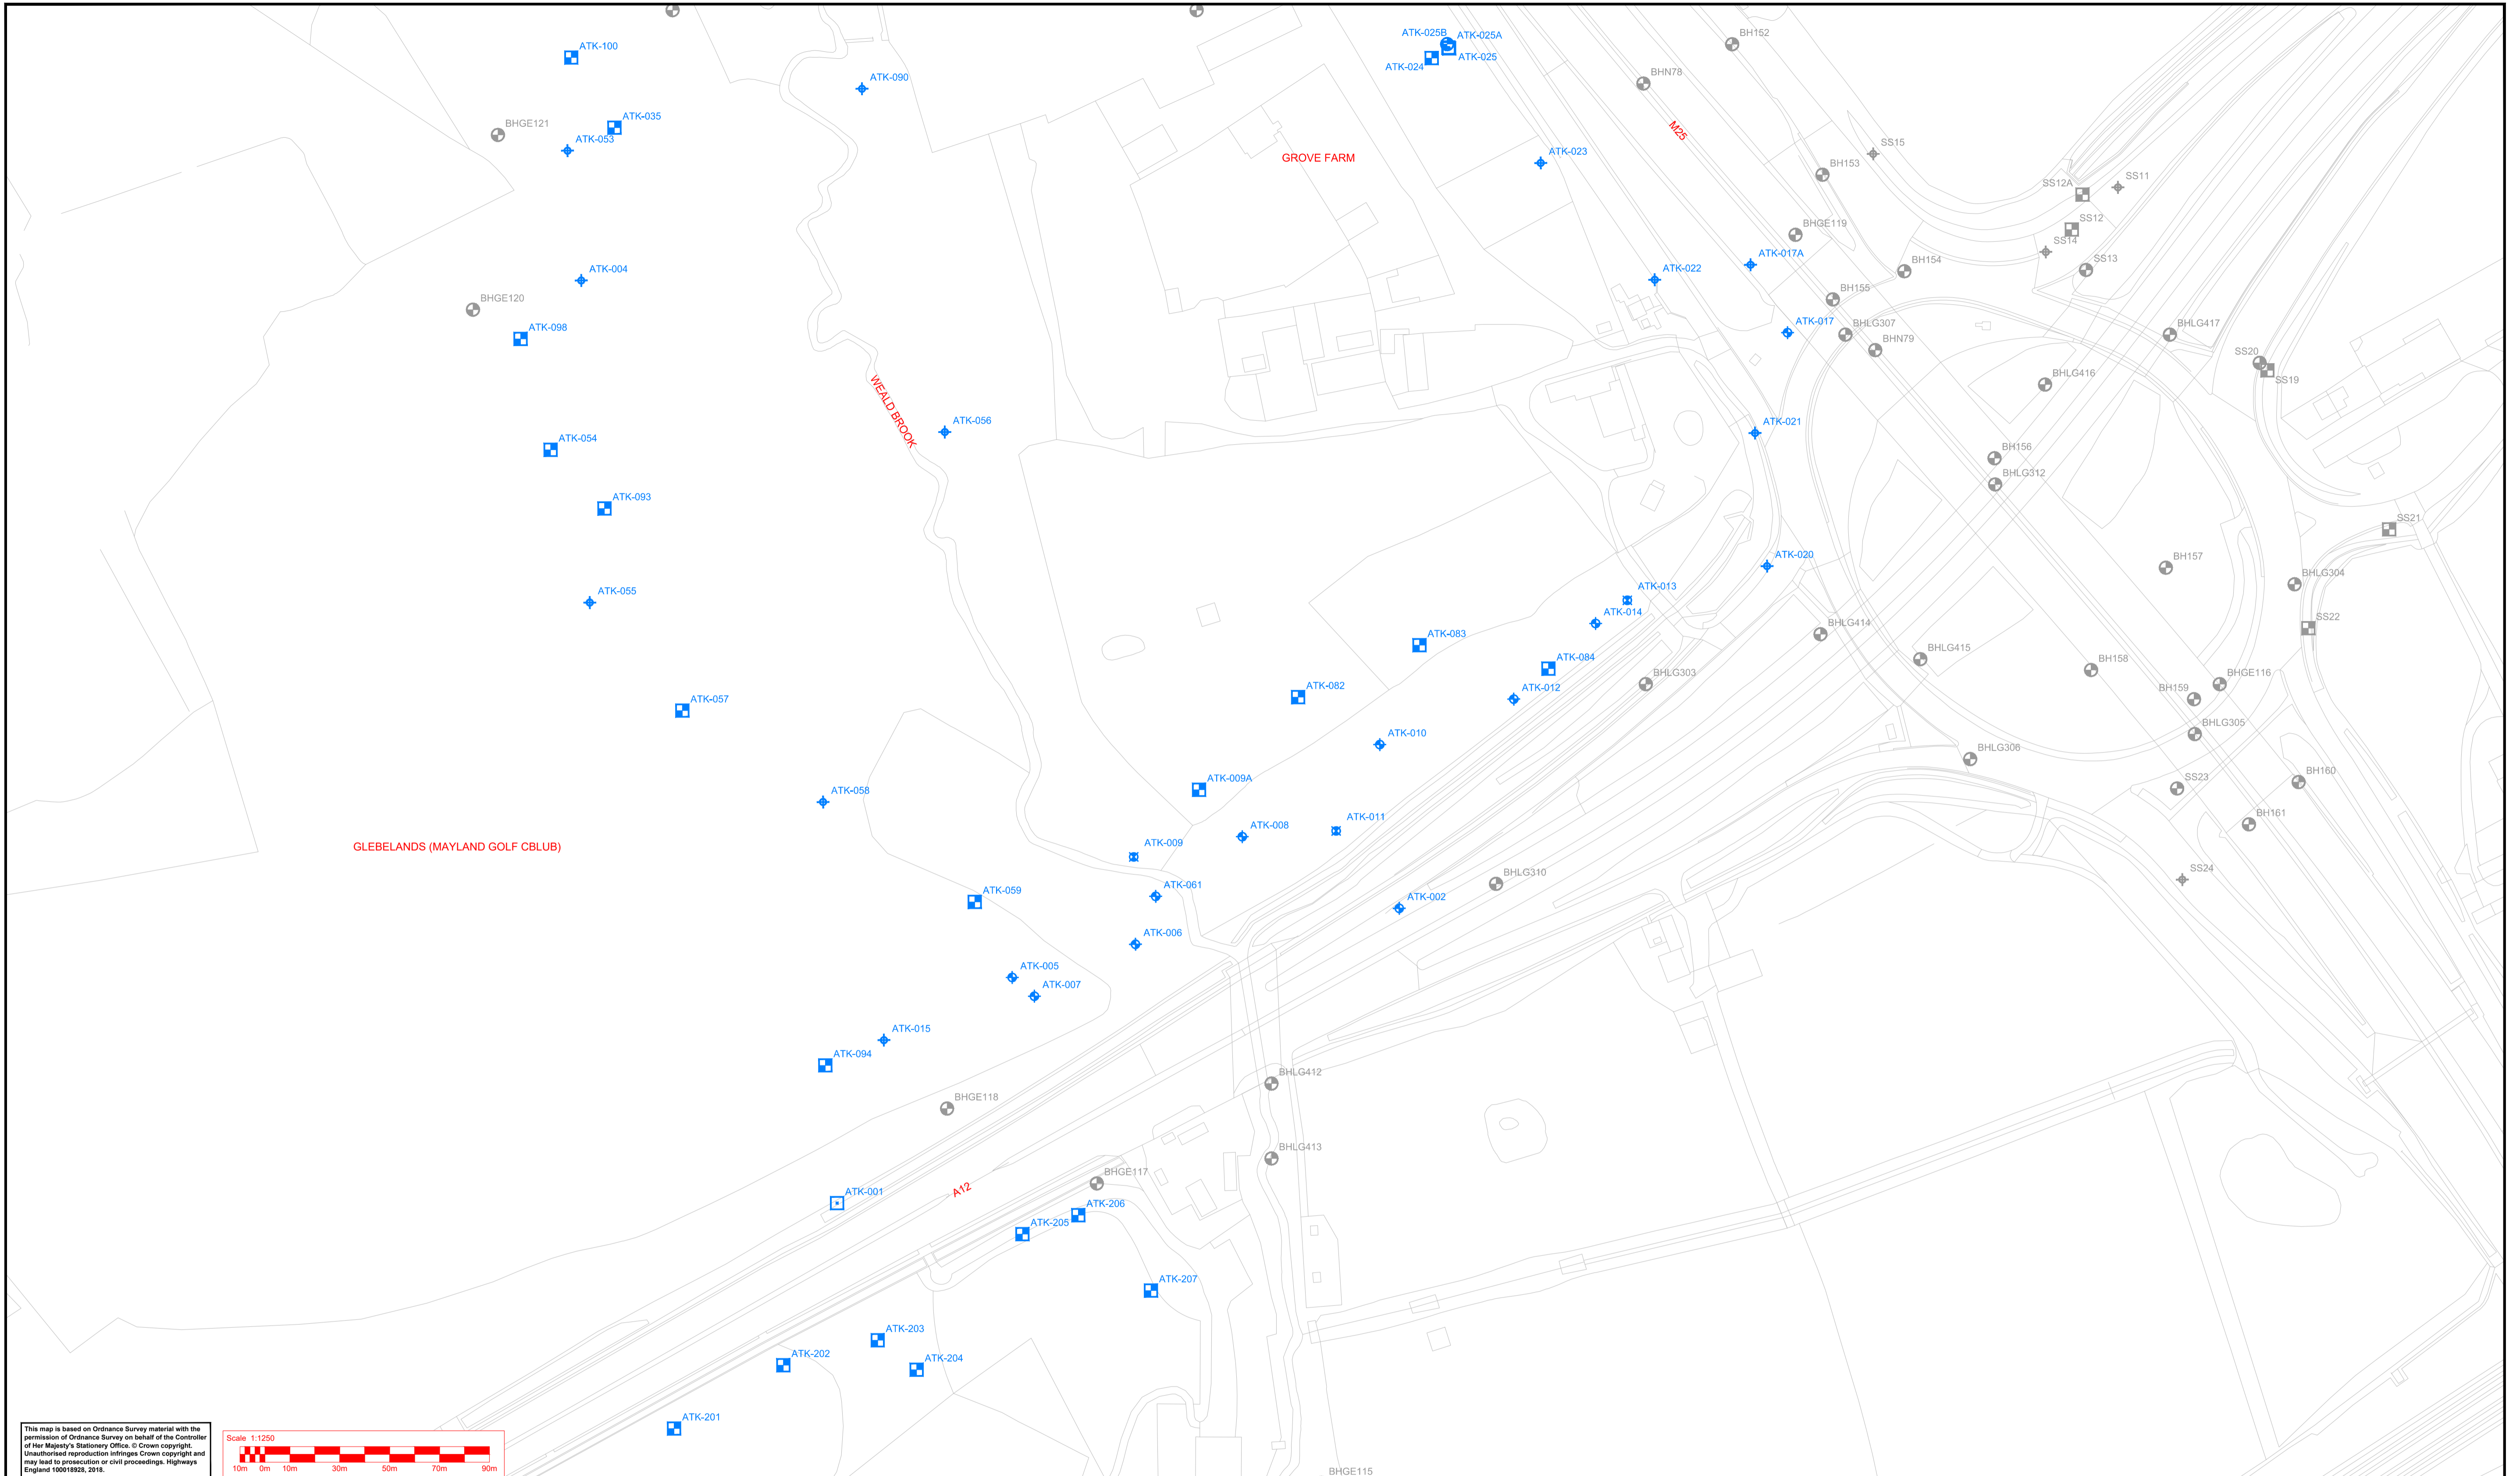 ATK-100
ATK-090
ATK-035
BHGE121
ATK-053
ATK-025B
ATK-025A
ATK-024
ATK-025
BH152
BHN78
M25
GROVE FARM
ATK-023
SS15
BH153
SS11
SS12A
SS12
BHGE119
SS14
SS13
ATK-004
ATK-022
ATK-017A
BH154
BHGE120
ATK-098
BH155
ATK-017
BHLG307
BHN79
BHLG417
SS20
SS19
BHLG416
WEALD BROOK
ATK-056
ATK-021
ATK-054
BH156
BHLG312
ATK-093
SS21
ATK-020
BH157
BHLG304
ATK-055
ATK-013
ATK-014
SS22
BHLG414
ATK-083
BHLG415
ATK-084
BHLG303
BH158
BHGE116
ATK-082
ATK-012
BH159
ATK-057
BHLG305
ATK-010
BHLG306
SS23
BH160
ATK-009A
ATK-058
ATK-008
ATK-011
BH161
GLEBELANDS (MAYLAND GOLF CBLUB)
ATK-009
SS24
BHLG310
ATK-059
ATK-061
ATK-002
ATK-006
ATK-005
ATK-007
ATK-015
ATK-094
BHGE118
BHLG412
BHLG413
BHGE117
ATK-001
A12
ATK-206
ATK-205
ATK-207
ATK-203
ATK-202
ATK-204
ATK-201
BHGE115
This map is based on Ordnance Survey material with the
permission of Ordnance Survey on behalf of the Controller
of Her Majesty's Stationery Office. © Crown copyright.
Unauthorised reproduction infringes Crown copyright and
may lead to prosecution or civil proceedings. Highways
England 100018928, 2018.
Scale 1:1250
10m 0m 10m 30m 50m 70m 90m